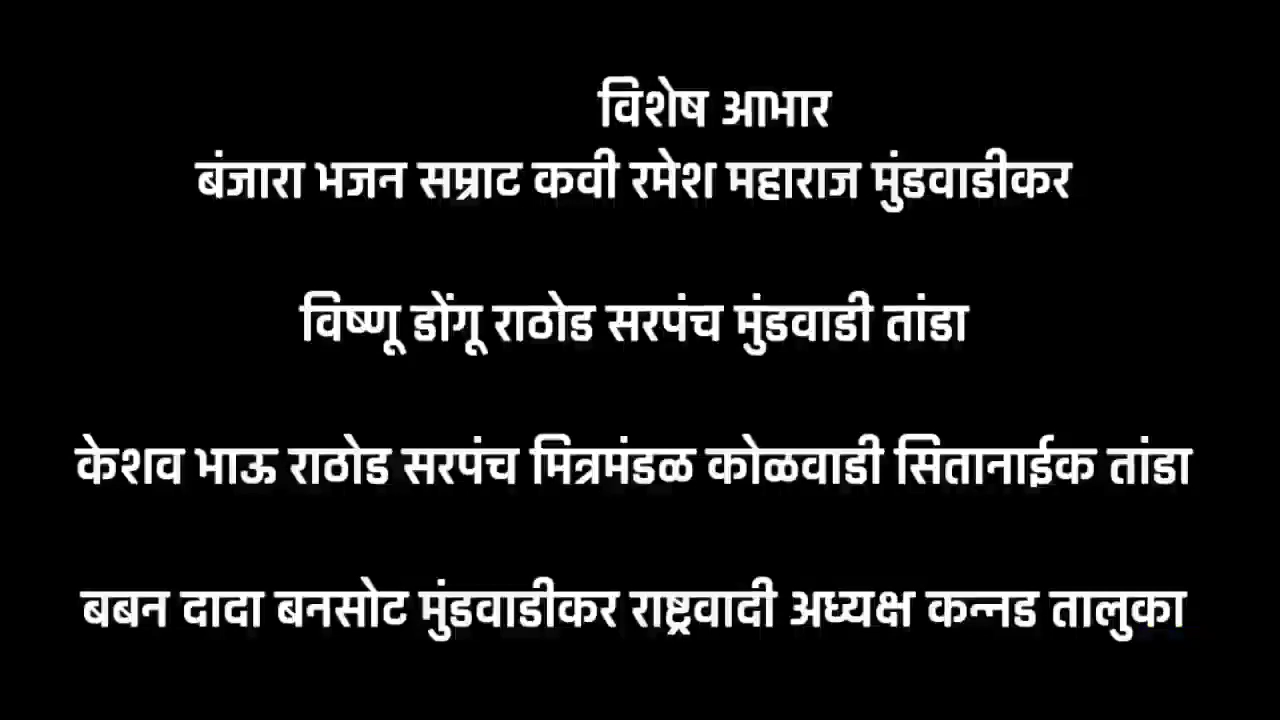 विशेष आभार
बंजारा भजन सम्राट कवी रमेश महाराज मुंडवाडीकर
विष्णू डोंगू राठोड सरपंच मुंडवाडी तांडा
केशव भाऊ राठोड सरपंच मित्रमंडळ कोळवाडी सितानाईक तांडा
बबन दादा बनसोट मुंडवाडीकर राष्ट्रवादी अध्यक्ष कन्नड तालुका